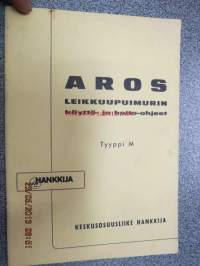 AROS
LEIKKUUPUIMURIN
käyttö- ja hoito-ohjeet
Tyyppi M
HANKKIJA
KESKUSOSUUSLIIKE HANKKIJA